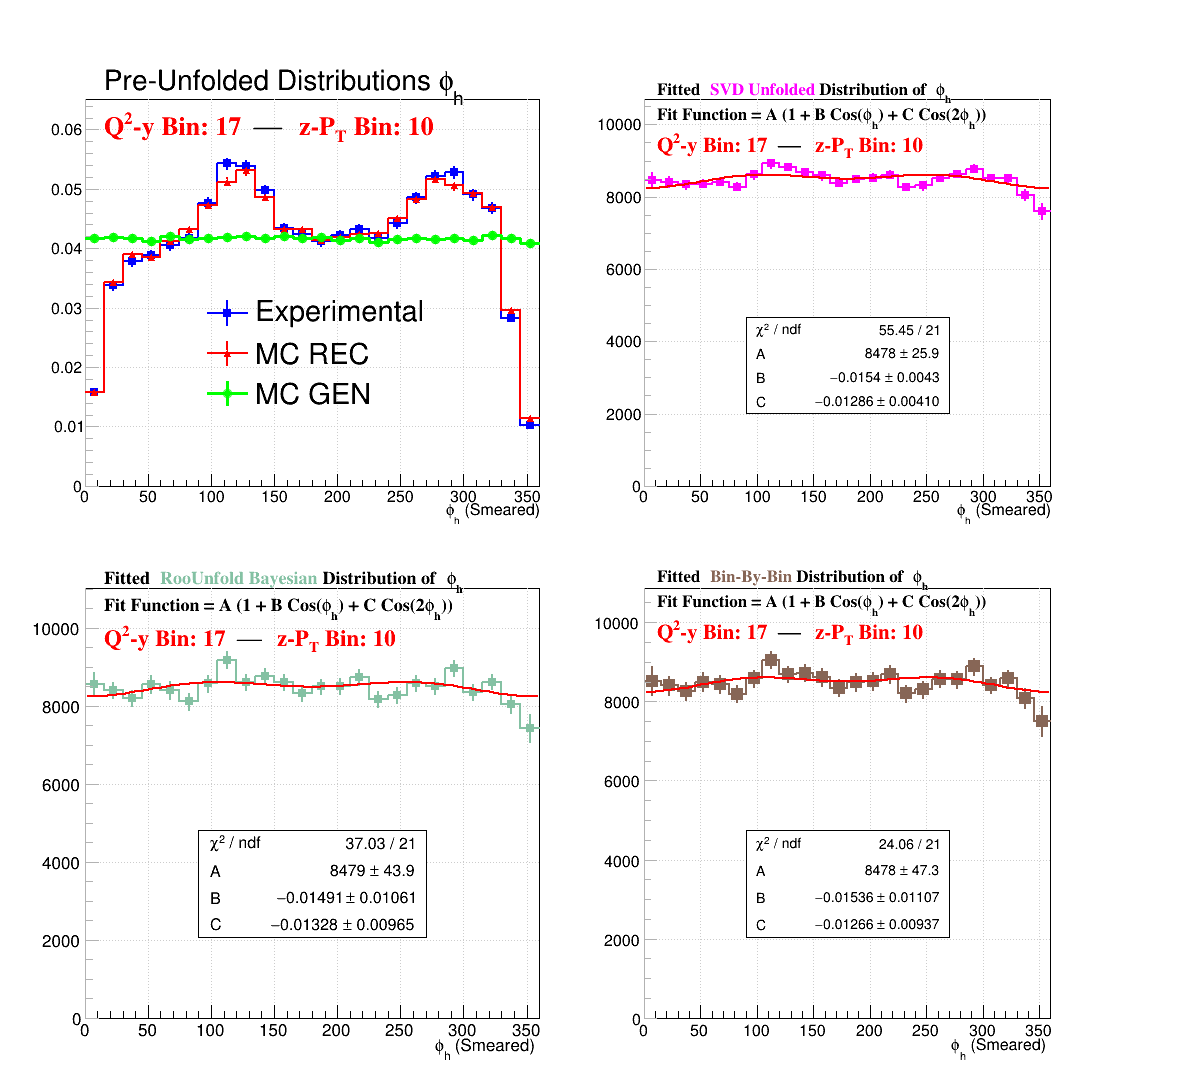 Pre-Unfolded Distributions ϕh
Q²-y Bin: 17 — z-PT Bin: 10
0.06
0.05
0.04
0.03
0.02
0.01
0
Experimental
MC REC
MC GEN
0 50 100 150 200 250 300 350
ϕh (Smeared)
Fitted SVD Unfolded Distribution of ϕh
Fit Function = A (1 + B Cos(ϕh) + C Cos(2ϕh))
Q²-y Bin: 17 — z-PT Bin: 10
10000
8000
6000
4000
2000
0
χ² / ndf 55.45 / 21
A 8478 ± 25.9
B −0.0154 ± 0.0043
C −0.01286 ± 0.00410
0 50 100 150 200 250 300 350
ϕh (Smeared)
Fitted RooUnfold Bayesian Distribution of ϕh
Fit Function = A (1 + B Cos(ϕh) + C Cos(2ϕh))
Q²-y Bin: 17 — z-PT Bin: 10
10000
8000
6000
4000
2000
0
χ² / ndf 37.03 / 21
A 8479 ± 43.9
B −0.01491 ± 0.01061
C −0.01328 ± 0.00965
0 50 100 150 200 250 300 350
ϕh (Smeared)
Fitted Bin-By-Bin Distribution of ϕh
Fit Function = A (1 + B Cos(ϕh) + C Cos(2ϕh))
Q²-y Bin: 17 — z-PT Bin: 10
10000
8000
6000
4000
2000
0
χ² / ndf 24.06 / 21
A 8478 ± 47.3
B −0.01536 ± 0.01107
C −0.01266 ± 0.00937
0 50 100 150 200 250 300 350
ϕh (Smeared)